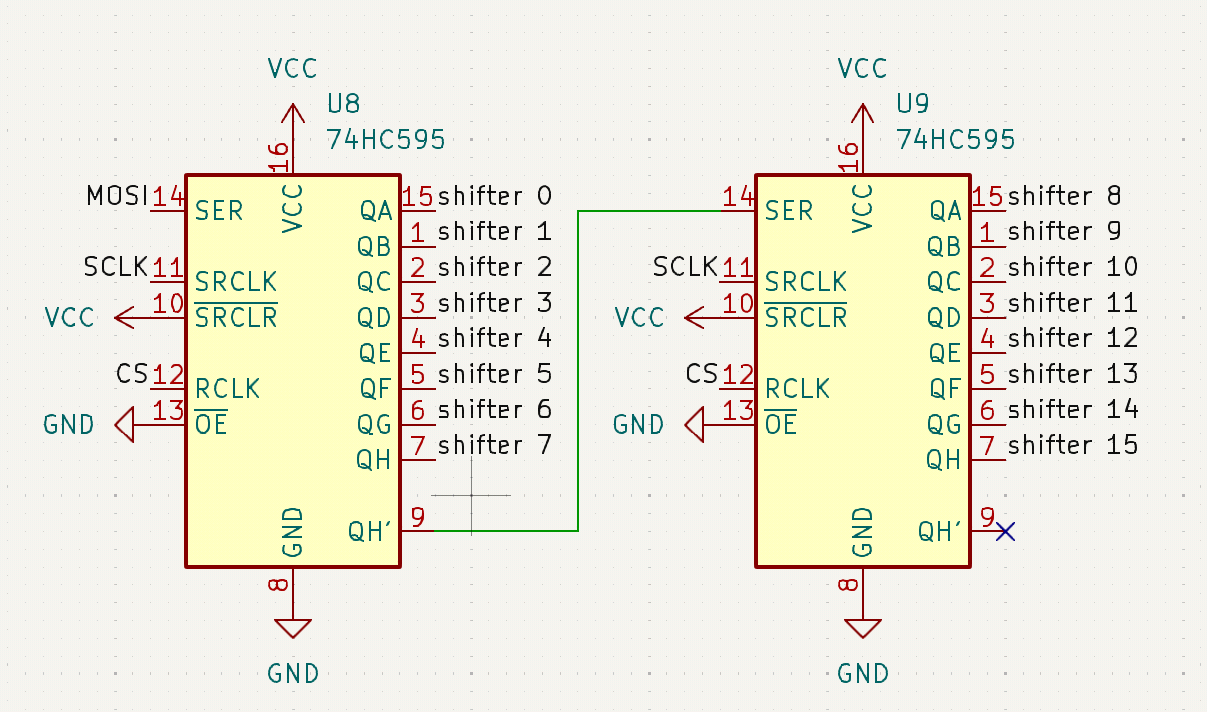 VCC
U8
74HC595
16
MOSI 14 SER VCC QA 15 shifter 0
QB 1 shifter 1
SCLK 11 SRCLK QC 2 shifter 2
VCC 10 SRCLR QD 3 shifter 3
QE 4 shifter 4
CS 12 RCLK QF 5 shifter 5
GND 13 OE QG 6 shifter 6
QH 7 shifter 7
GND QH' 9
8
GND
VCC
U9
74HC595
16
14 SER VCC QA 15 shifter 8
QB 1 shifter 9
SCLK 11 SRCLK QC 2 shifter 10
VCC 10 SRCLR QD 3 shifter 11
QE 4 shifter 12
CS 12 RCLK QF 5 shifter 13
GND 13 OE QG 6 shifter 14
QH 7 shifter 15
GND QH' 9
8
GND